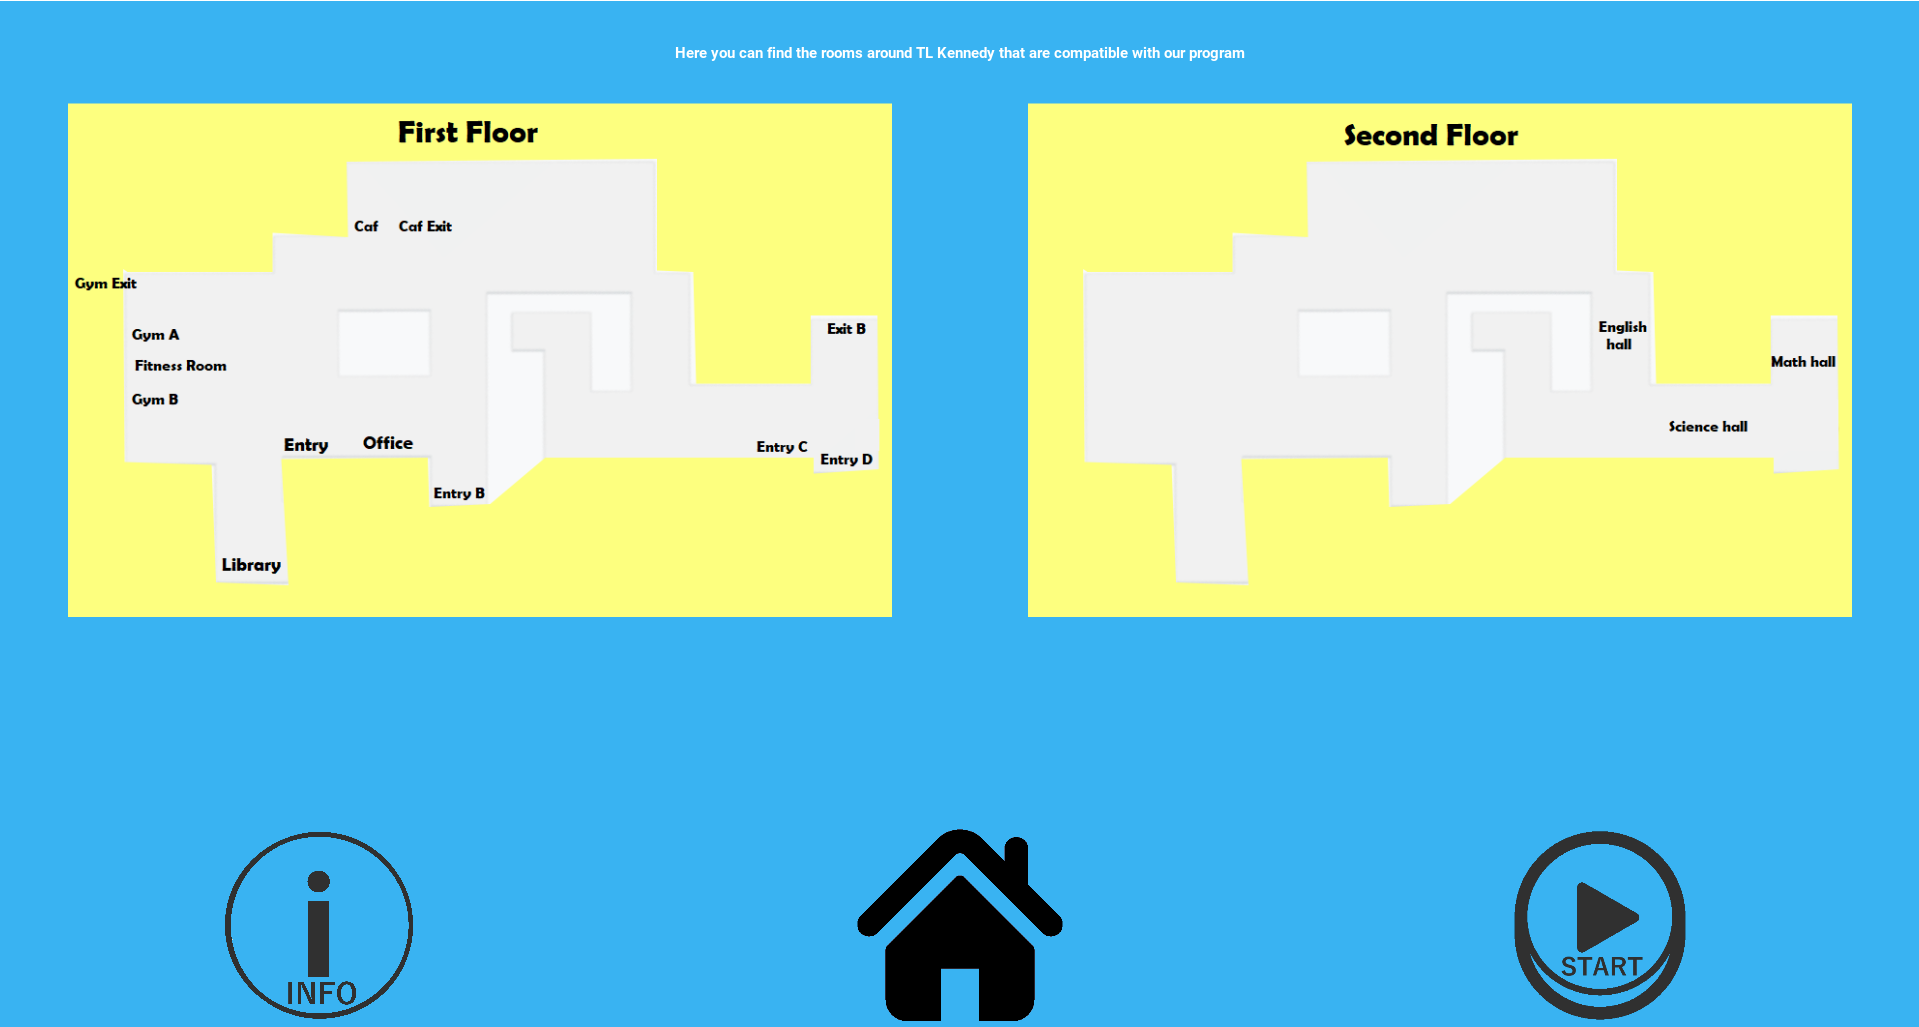 Here you can find the rooms around TL Kennedy that are compatible with our program
First Floor
Caf
Caf Exit
Gym Exit
Gym A
Fitness Room
Gym B
Entry
Office
Entry B
Library
Exit B
Entry C
Entry D
Second Floor
English
hall
Math hall
Science hall
INFO
START